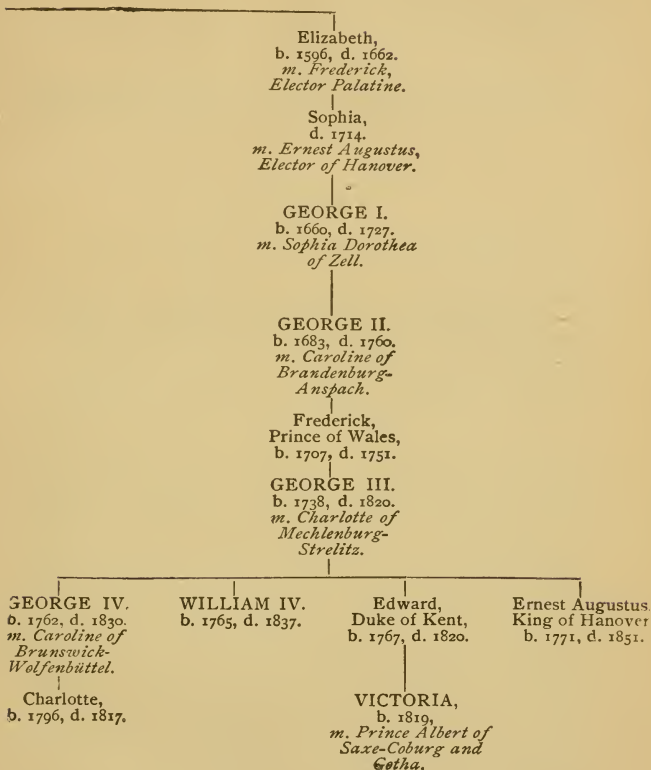 Elizabeth,
b. 1596, d. 1662.
m. Frederick,
Elector Palatine.
Sophia,
d. 1714.
m. Ernest Augustus,
Elector of Hanover.
GEORGE I.
b. 1660, d. 1727.
m. Sophia Dorothea
of Zell.
GEORGE II.
b. 1683, d. 1760.
m. Caroline of
Brandenburg-
Anspach.
Frederick,
Prince of Wales,
b. 1707, d. 1751.
GEORGE III.
b. 1738, d. 1820.
m. Charlotte of
Mechlenburg-
Strelitz.
GEORGE IV.
b. 1762, d. 1830.
m. Caroline of
Brunswick-
Wolfenbüttel.
Charlotte,
b. 1796, d. 1817.
WILLIAM IV.
b. 1765, d. 1837.
Edward,
Duke of Kent,
b. 1767, d. 1820.
VICTORIA,
b. 1819,
m. Prince Albert of
Saxe-Coburg and
Gotha.
Ernest Augustus
King of Hanover
b. 1771, d. 1851.